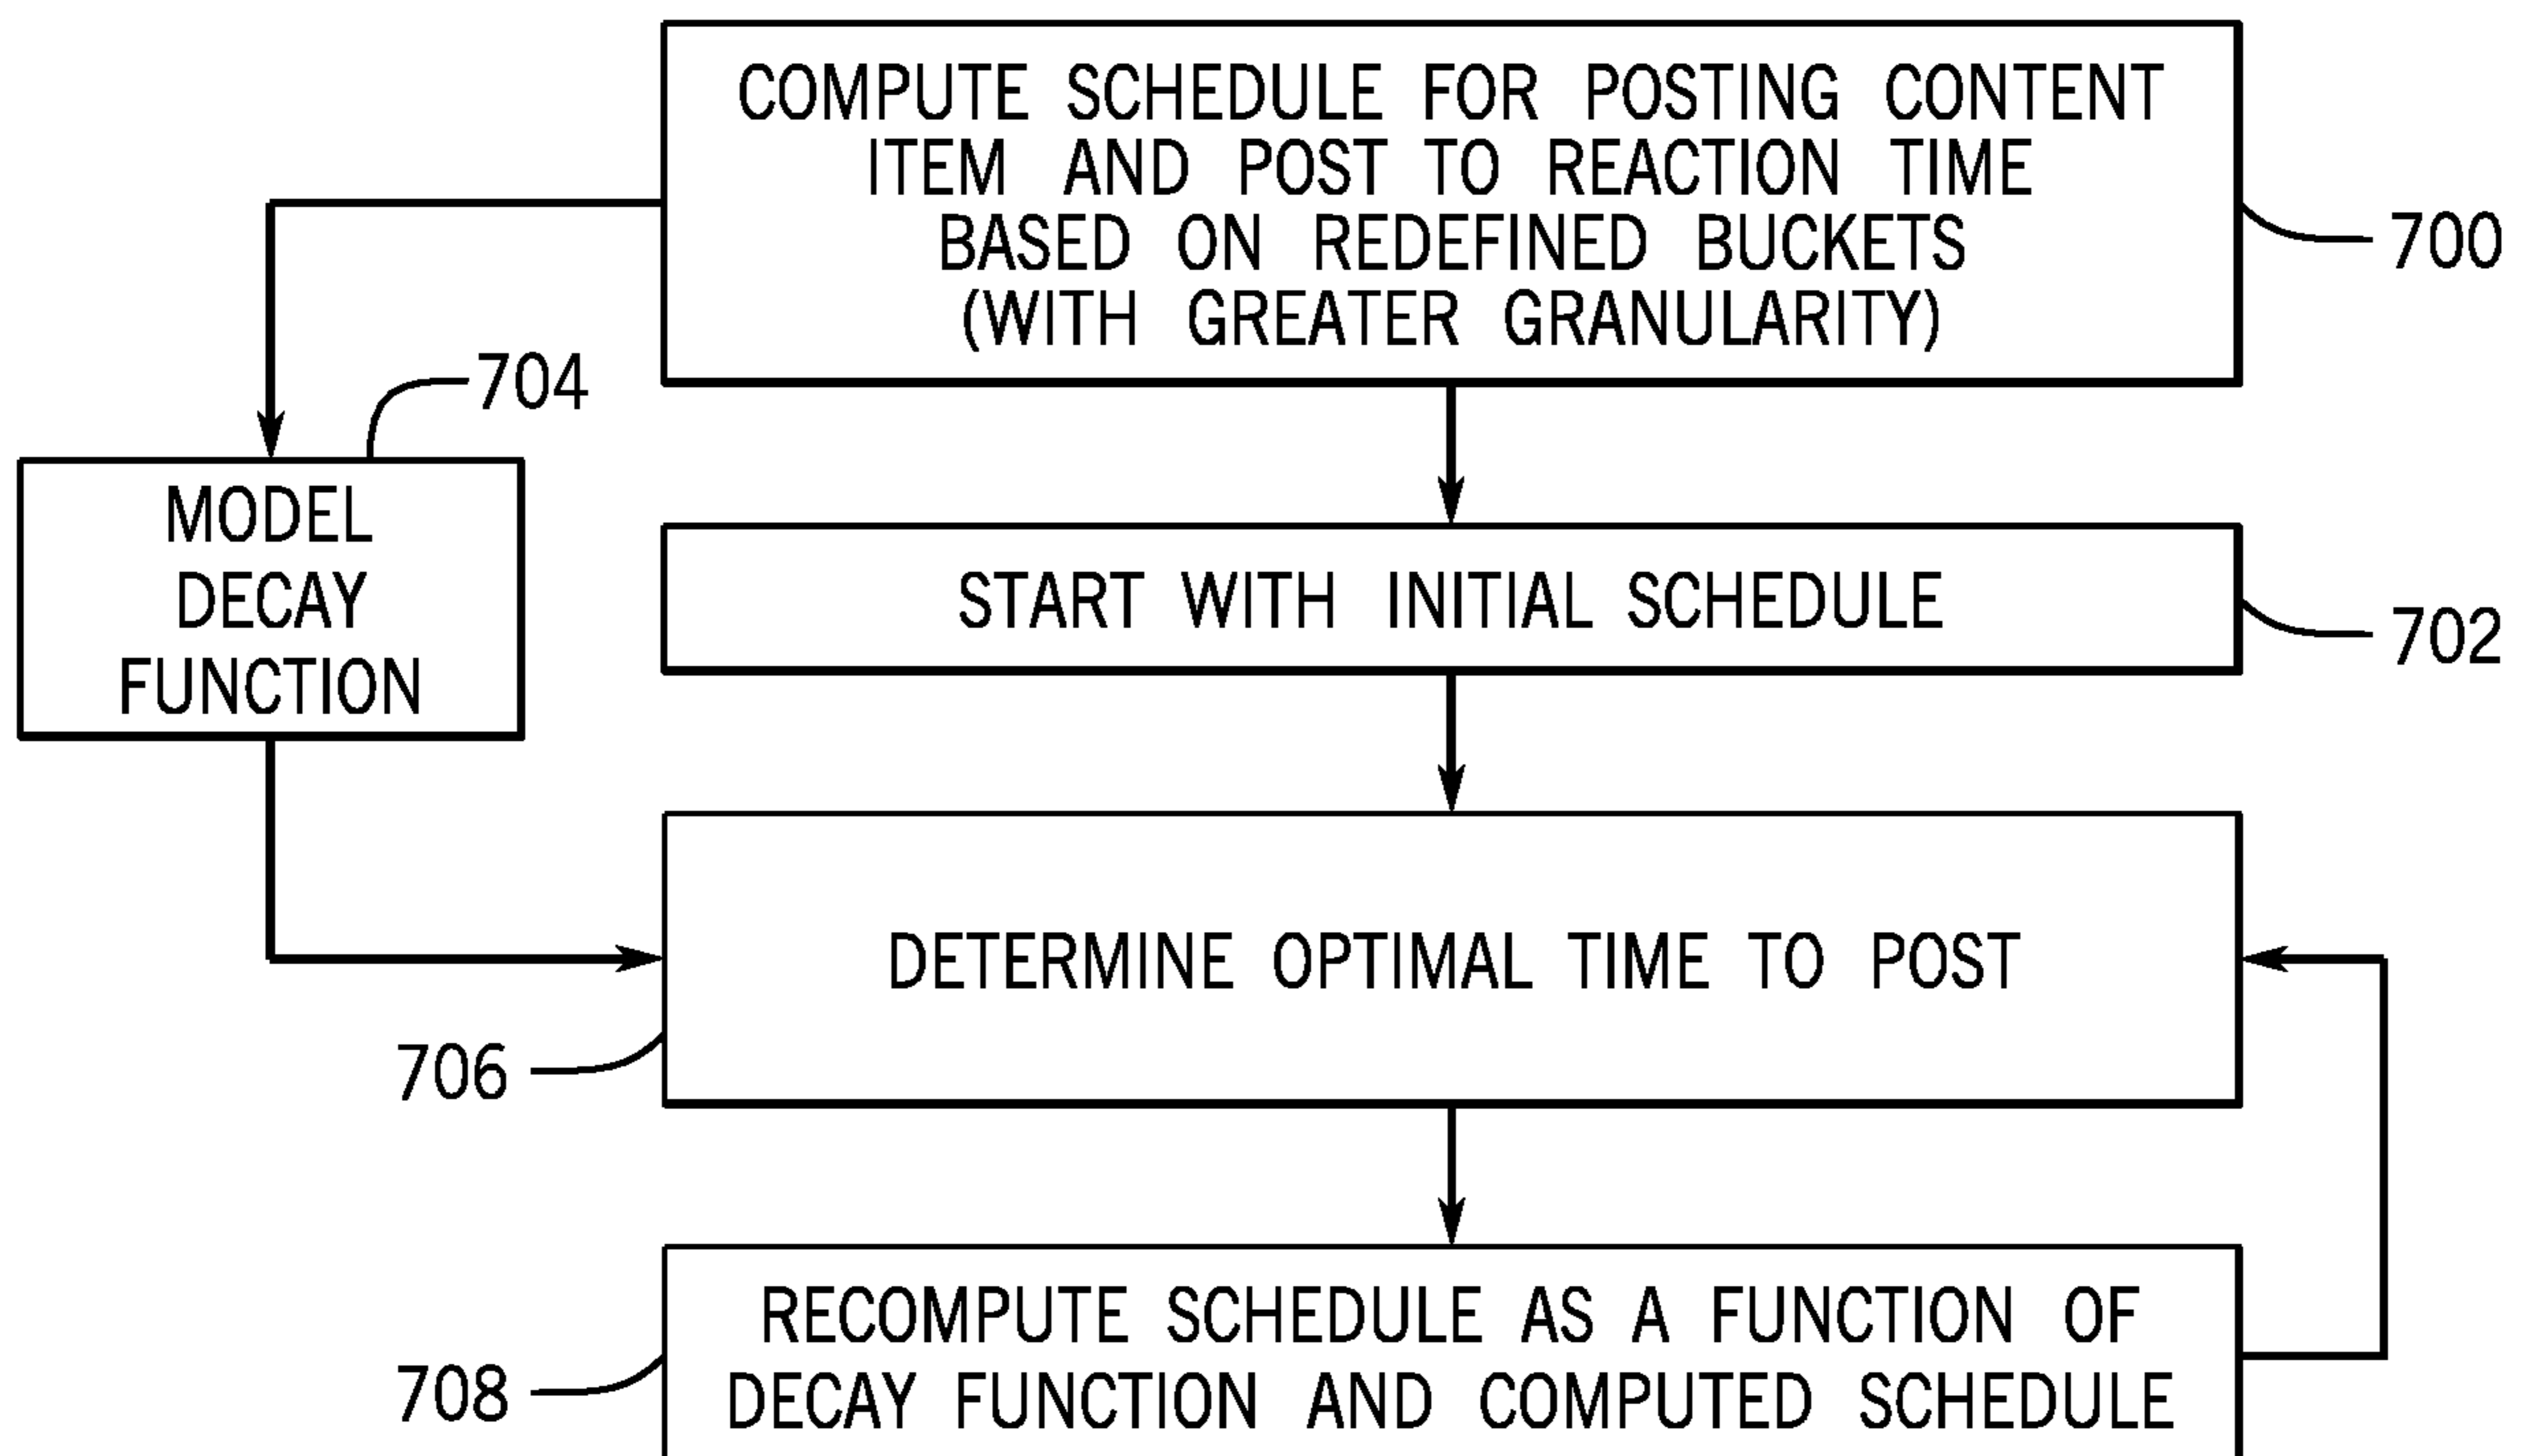 COMPUTE SCHEDULE FOR POSTING CONTENT
ITEM AND POST TO REACTION TIME
BASED ON REDEFINED BUCKETS
(WITH GREATER GRANULARITY)
700
704
MODEL
DECAY
FUNCTION
START WITH INITIAL SCHEDULE
702
DETERMINE OPTIMAL TIME TO POST
706
RECOMPUTE SCHEDULE AS A FUNCTION OF
DECAY FUNCTION AND COMPUTED SCHEDULE
708